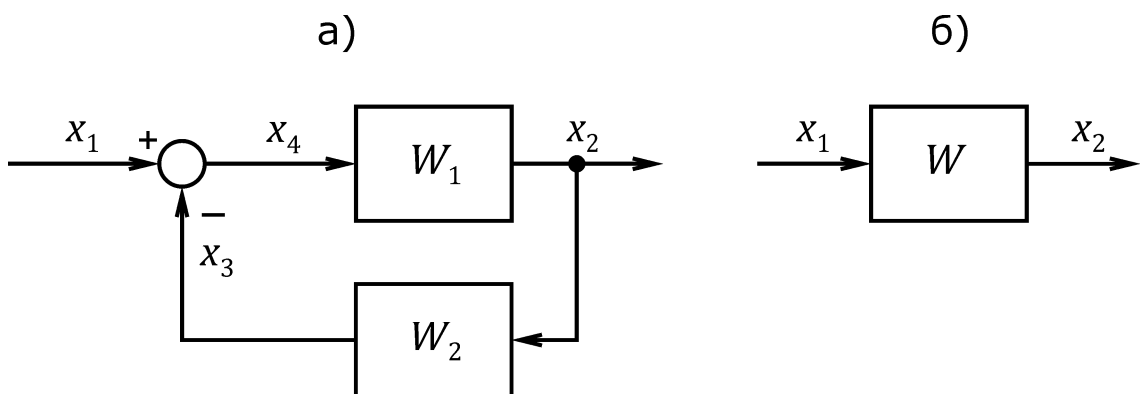 а) б)
x₁ + x₄ W₁ x₂ x₁ W x₂
− x₃
W₂